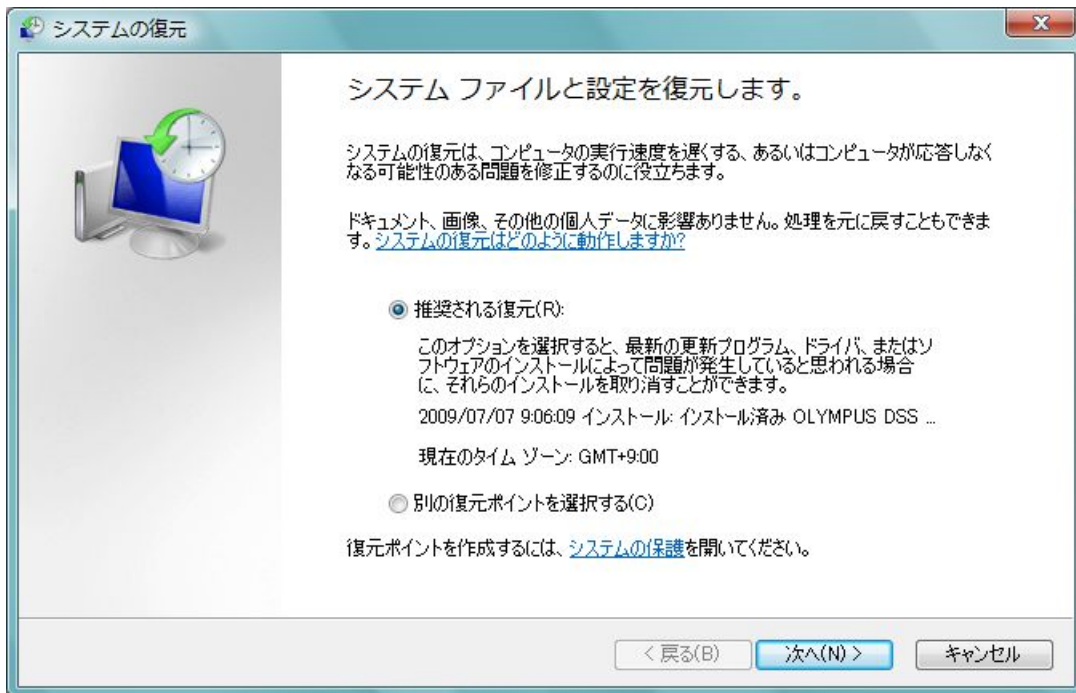 システムの復元
システム ファイルと設定を復元します。
システムの復元は、コンピュータの実行速度を遅くする、あるいはコンピュータが応答しなく
なる可能性のある問題を修正するのに役立ちます。
ドキュメント、画像、その他の個人データに影響ありません。処理を元に戻すこともできま
す。システムの復元はどのように動作しますか?
推奨される復元(R):
このオプションを選択すると、最新の更新プログラム、ドライバ、またはソ
フトウェアのインストールによって問題が発生していると思われる場合
に、それらのインストールを取り消すことができます。
2009/07/07 9:06:09 インストール: インストール済み OLYMPUS DSS ...
現在のタイム ゾーン: GMT+9:00
別の復元ポイントを選択する(C)
復元ポイントを作成するには、システムの保護を開いてください。
< 戻る(B)
次へ(N) >
キャンセル